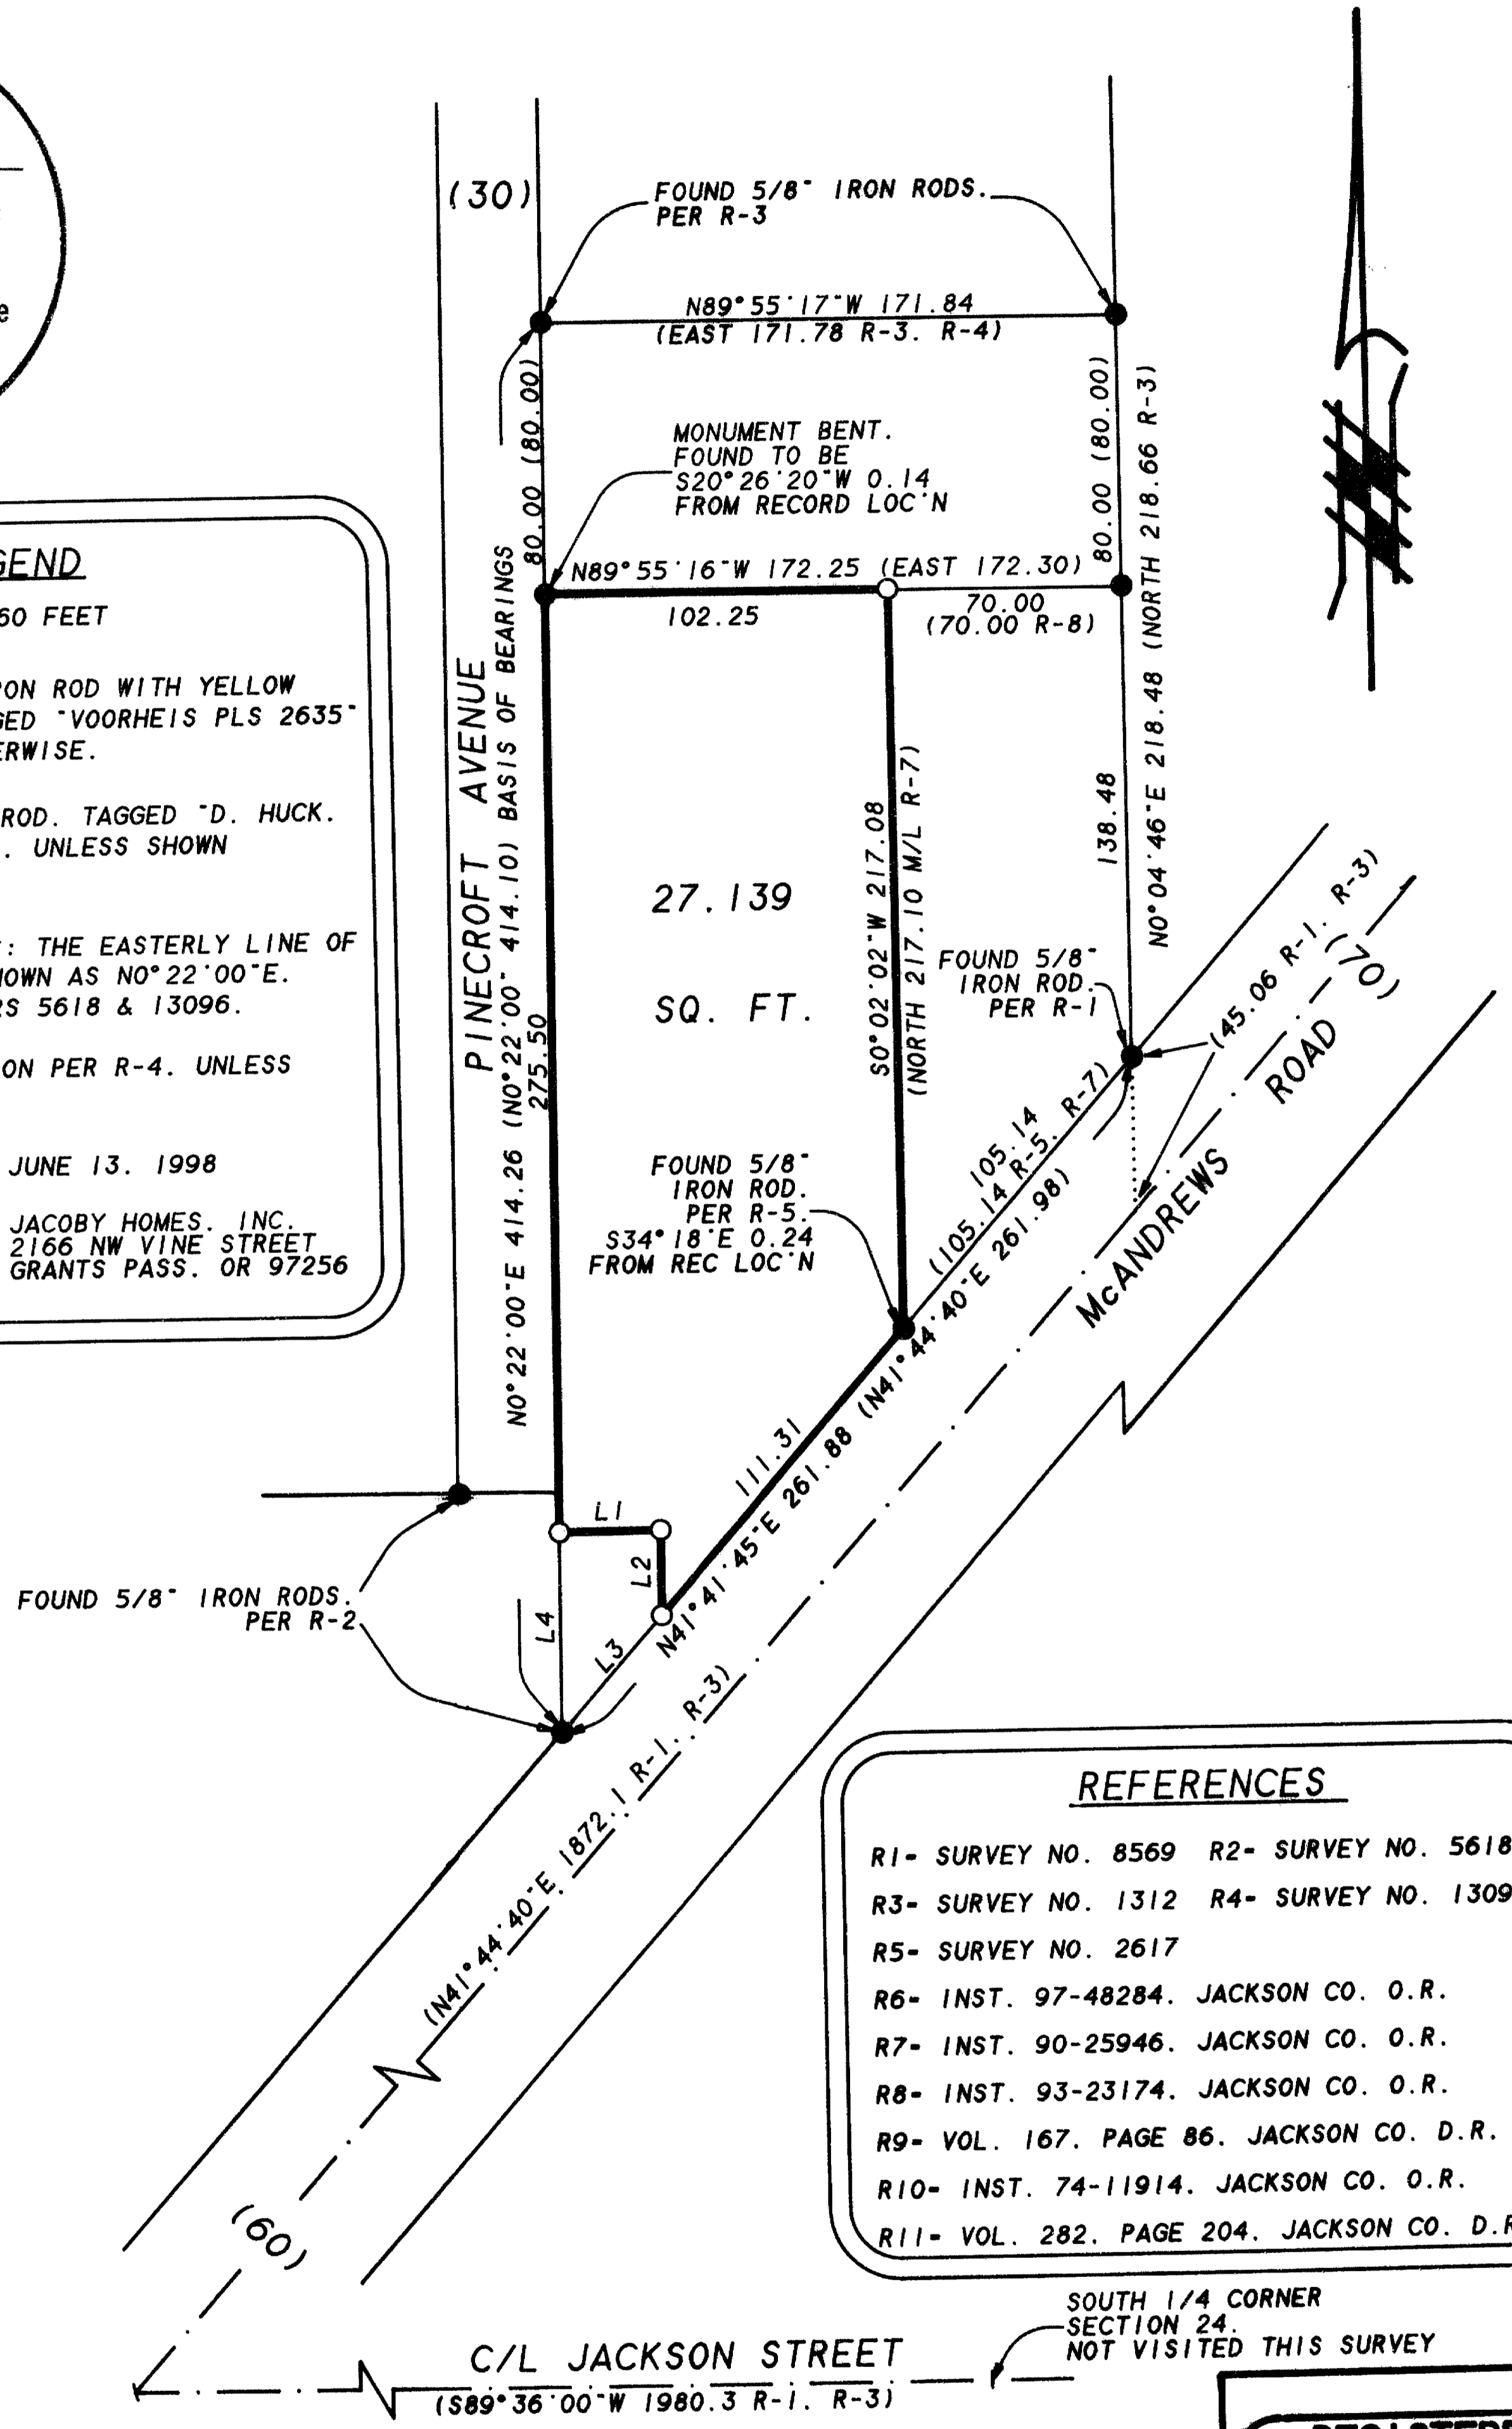 (30)
FOUND 5/8" IRON RODS.
PER R-3
N89°55'17"W 171.84
(EAST 171.78 R-3. R-4)
80.00 (80.00)
80.00 (80.00)
MONUMENT BENT.
FOUND TO BE
S20°26'20"W 0.14
FROM RECORD LOC'N
N89°55'16"W 172.25 (EAST 172.30)
102.25
70.00
(70.00 R-8)
N0°04'46"E 218.48 (NORTH 218.66 R-3)
138.48
PINECROFT AVENUE
N0°22'00"E 414.26 (N0°22'00" 414.10) BASIS OF BEARINGS
275.50
27.139
SQ. FT.
S0°02'02"W 217.08
(NORTH 217.10 M/L R-7)
FOUND 5/8"
IRON ROD.
PER R-1
(45.06 R-1. R-3)
(70)
McANDREWS ROAD
FOUND 5/8"
IRON ROD.
PER R-5.
S34°18'E 0.24
FROM REC LOC'N
105.14
(105.14 R-5. R-7)
111.31
N41°41'45"E 261.88 (N41°44'40"E 261.98)
L1
L2
L3
L4
FOUND 5/8" IRON RODS.
PER R-2
(N41°44'40"E 1872.1 R-1. R-3)
(60)
C/L JACKSON STREET
(S89°36'00"W 1980.3 R-1. R-3)
SOUTH 1/4 CORNER
SECTION 24.
NOT VISITED THIS SURVEY
GEND
60 FEET
ON ROD WITH YELLOW
GED "VOORHEIS PLS 2635"
ERWISE.
ROD. TAGGED "D. HUCK.
. UNLESS SHOWN
: THE EASTERLY LINE OF
HOWN AS N0°22'00"E.
RS 5618 & 13096.
ON PER R-4. UNLESS
JUNE 13. 1998
JACOBY HOMES. INC.
2166 NW VINE STREET
GRANTS PASS. OR 97256
REFERENCES
R1- SURVEY NO. 8569 R2- SURVEY NO. 5618
R3- SURVEY NO. 1312 R4- SURVEY NO. 1309
R5- SURVEY NO. 2617
R6- INST. 97-48284. JACKSON CO. O.R.
R7- INST. 90-25946. JACKSON CO. O.R.
R8- INST. 93-23174. JACKSON CO. O.R.
R9- VOL. 167. PAGE 86. JACKSON CO. D.R.
R10- INST. 74-11914. JACKSON CO. O.R.
R11- VOL. 282. PAGE 204. JACKSON CO. D.R